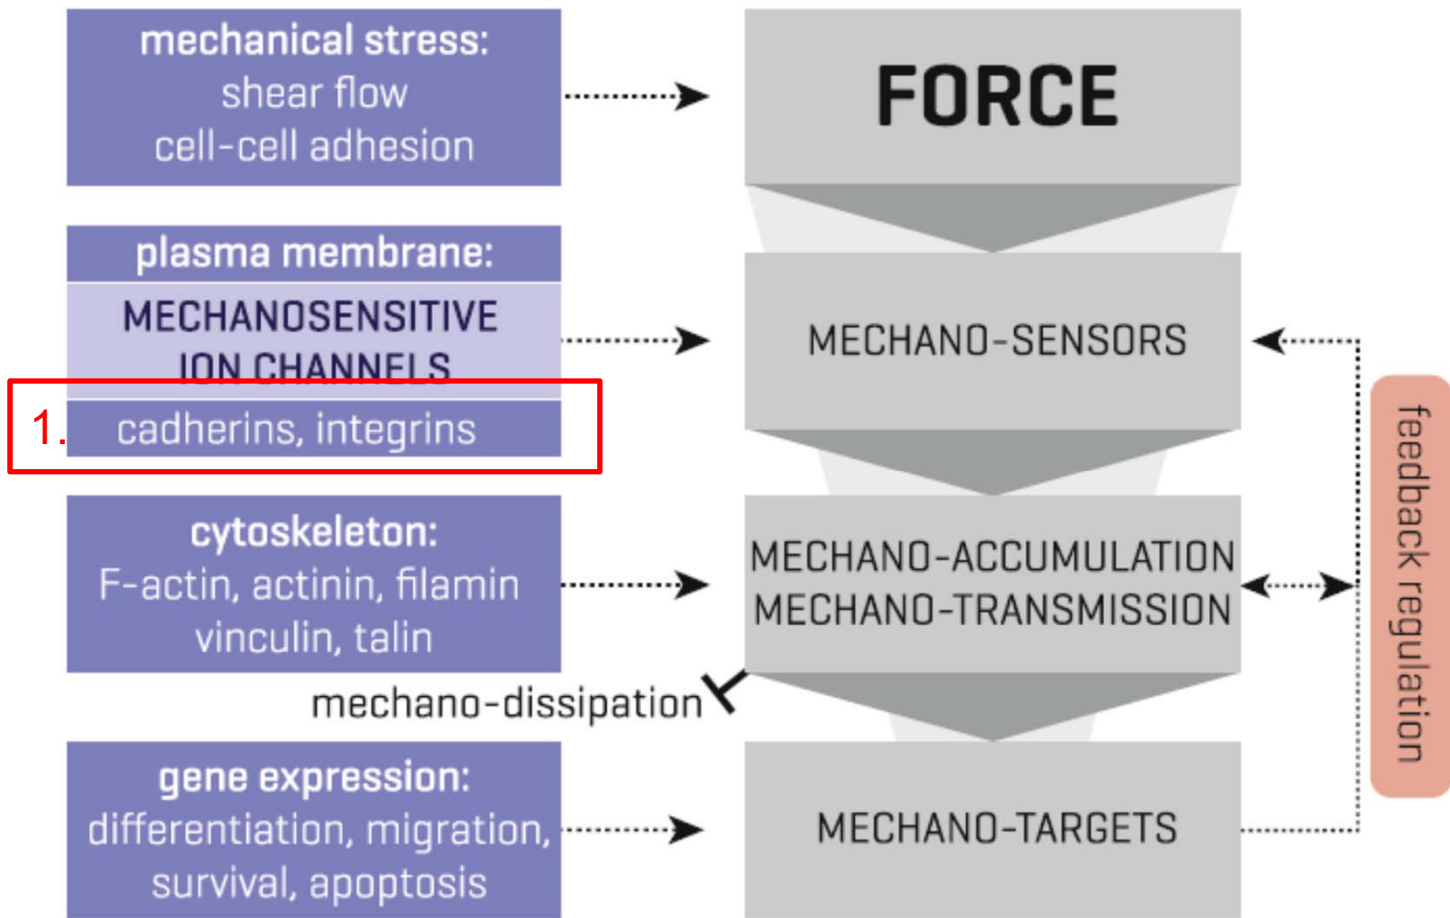 mechanical stress:
shear flow
cell-cell adhesion
FORCE
plasma membrane:
MECHANOSENSITIVE
ION CHANNELS
1. cadherins, integrins
MECHANO-SENSORS
cytoskeleton:
F-actin, actinin, filamin
vinculin, talin
MECHANO-ACCUMULATION
MECHANO-TRANSMISSION
mechano-dissipation
gene expression:
differentiation, migration,
survival, apoptosis
MECHANO-TARGETS
feedback regulation